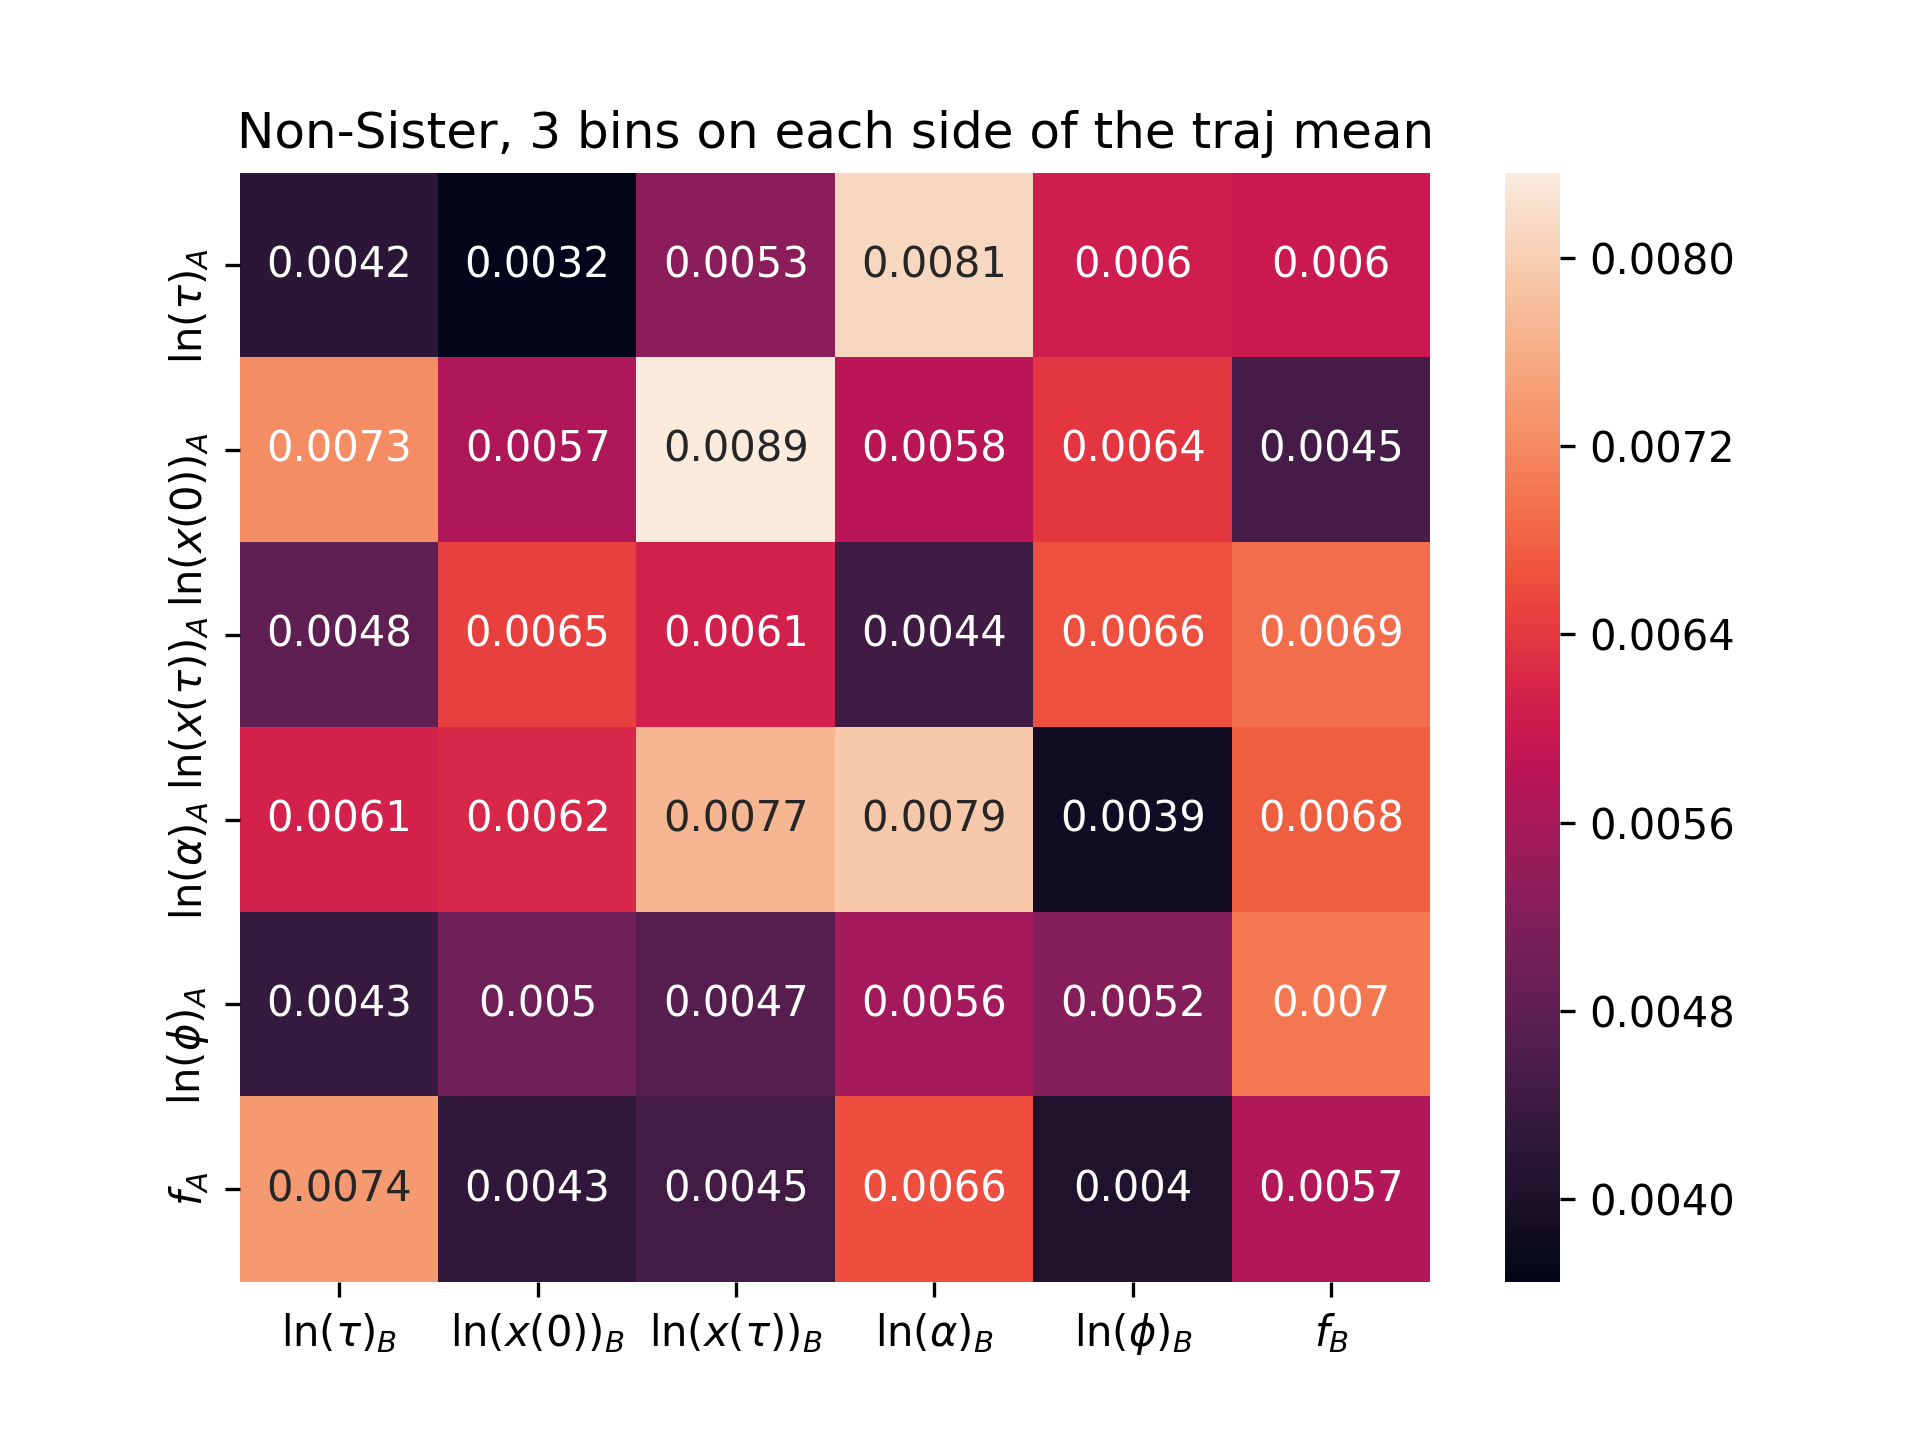 Non-Sister, 3 bins on each side of the traj mean
ln(τ)_A 0.0042 0.0032 0.0053 0.0081 0.006 0.006
ln(x(0))_A 0.0073 0.0057 0.0089 0.0058 0.0064 0.0045
ln(x(τ))_A 0.0048 0.0065 0.0061 0.0044 0.0066 0.0069
ln(α)_A 0.0061 0.0062 0.0077 0.0079 0.0039 0.0068
ln(ϕ)_A 0.0043 0.005 0.0047 0.0056 0.0052 0.007
f_A 0.0074 0.0043 0.0045 0.0066 0.004 0.0057
ln(τ)_B ln(x(0))_B ln(x(τ))_B ln(α)_B ln(ϕ)_B f_B
0.0080
0.0072
0.0064
0.0056
0.0048
0.0040